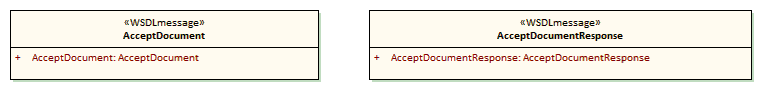 «WSDLmessage»
AcceptDocument
+ AcceptDocument: AcceptDocument
«WSDLmessage»
AcceptDocumentResponse
+ AcceptDocumentResponse: AcceptDocumentResponse